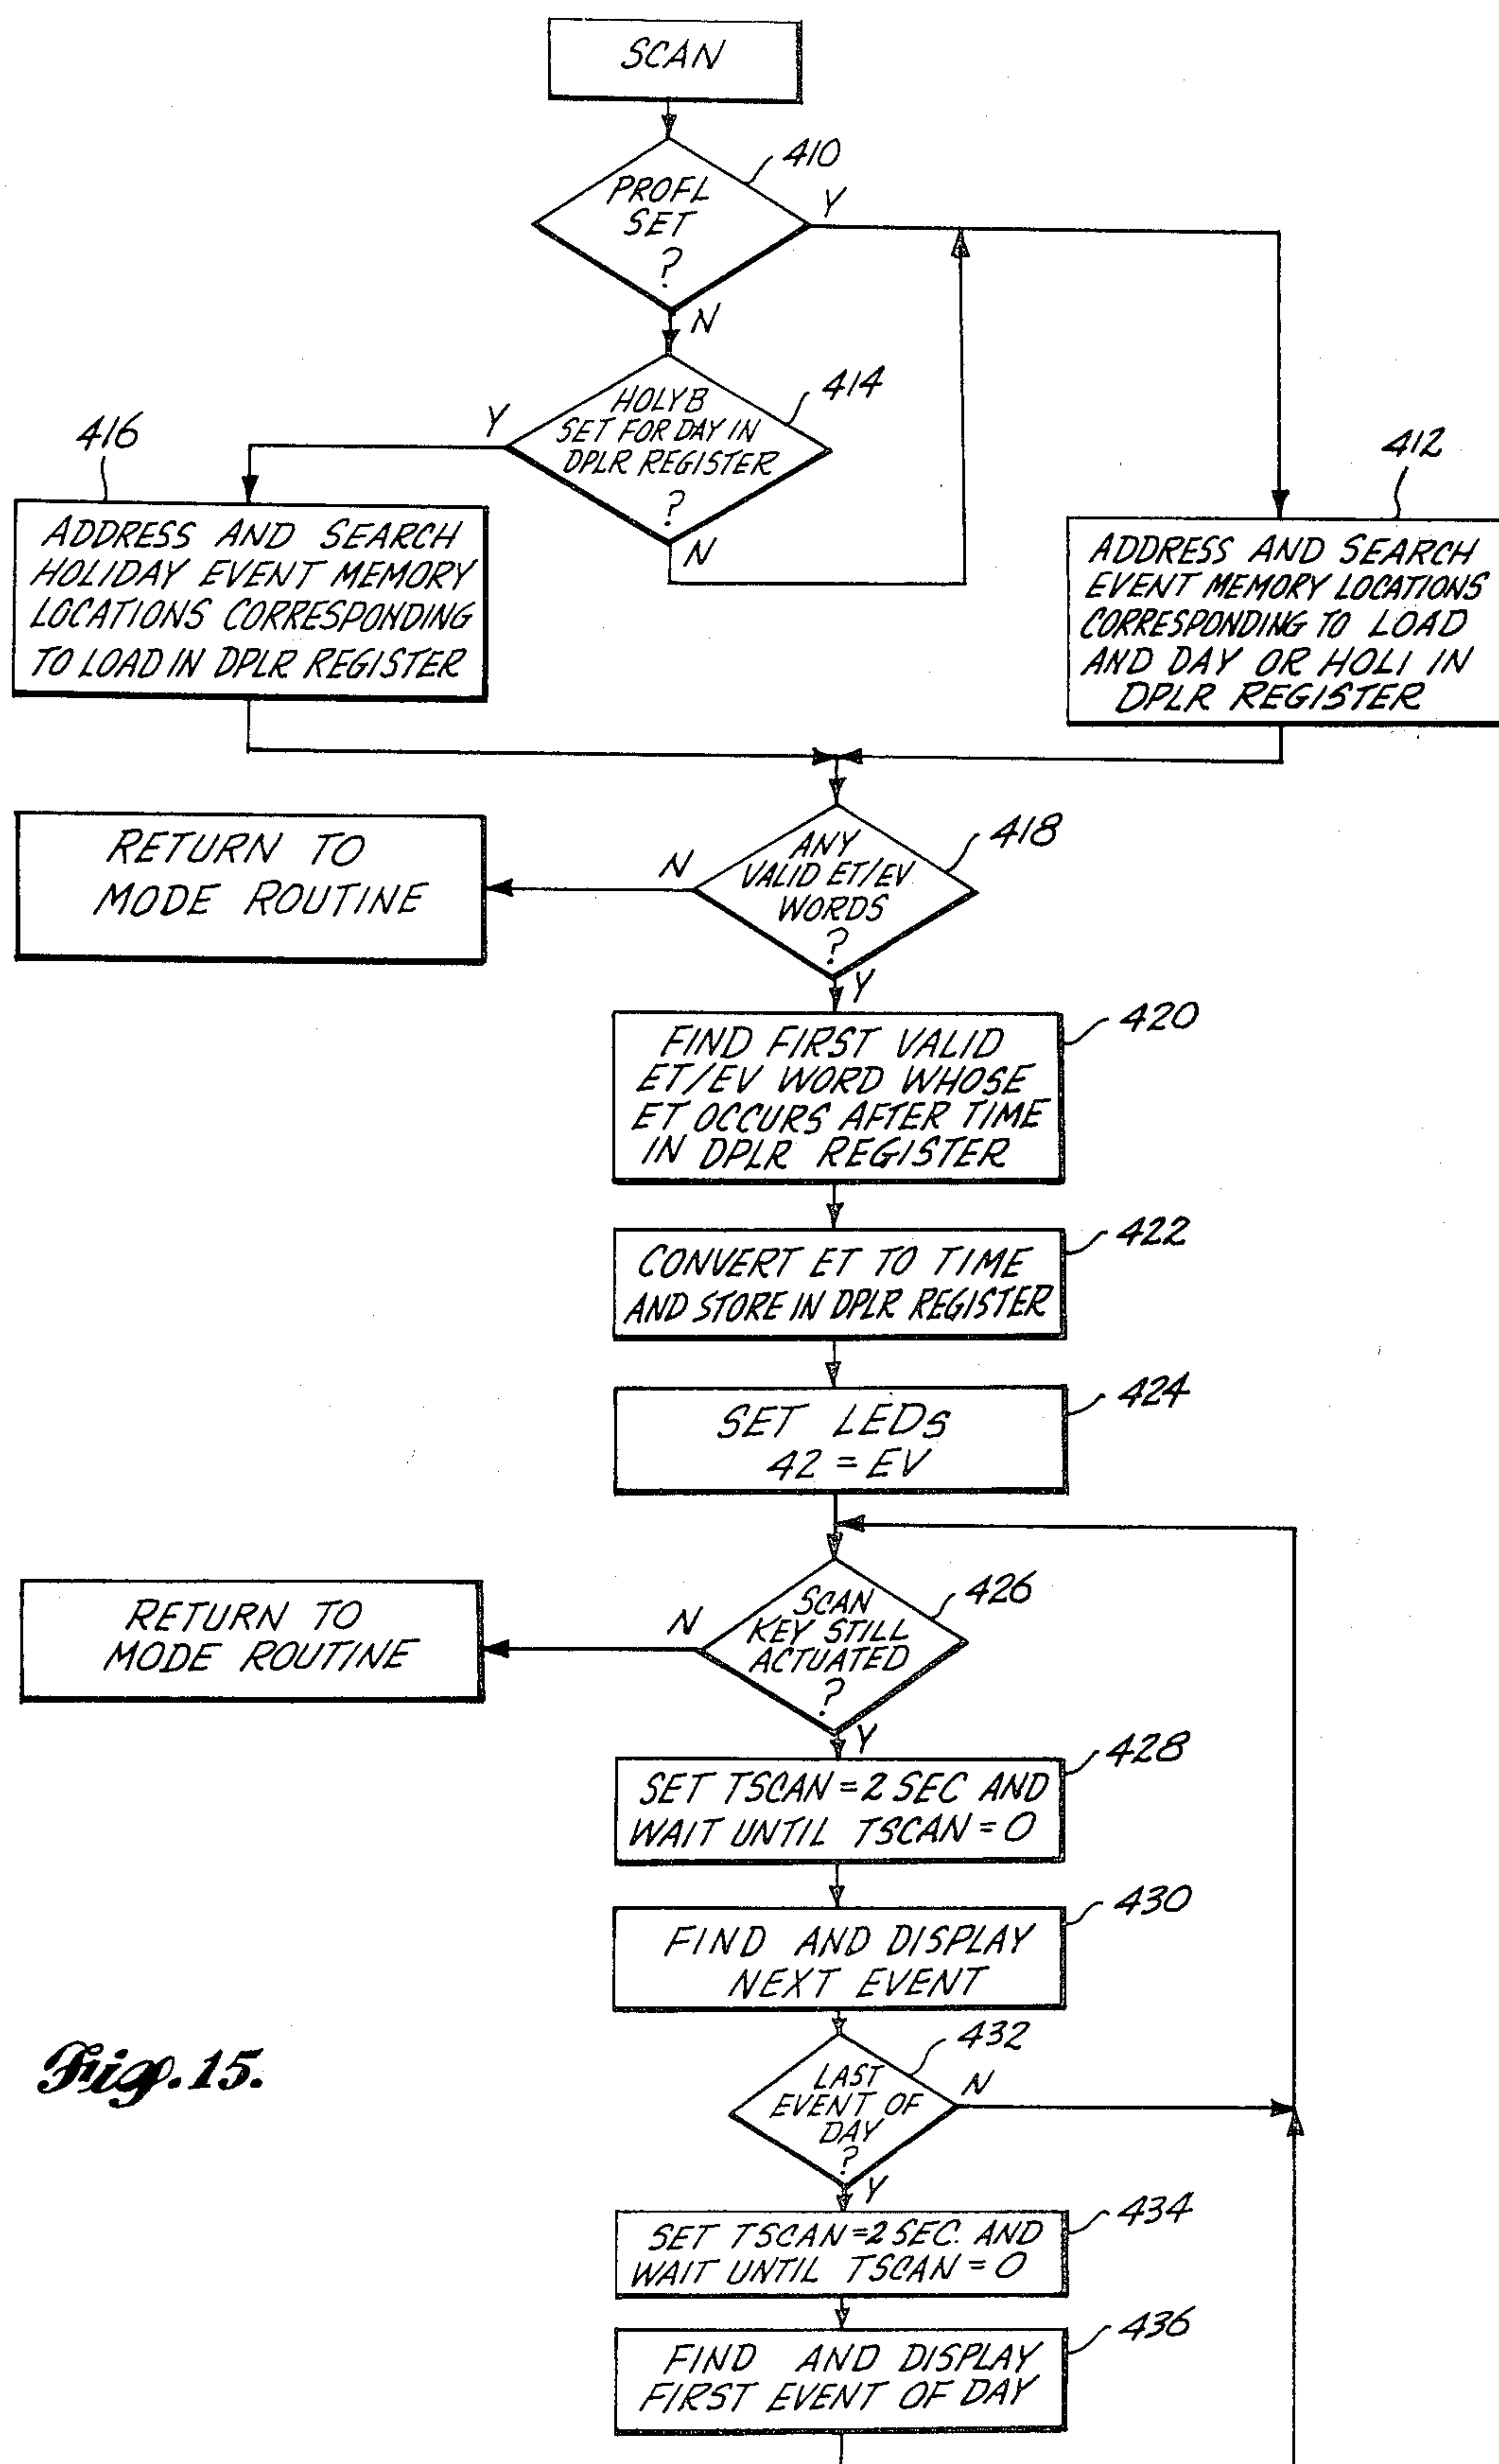 SCAN
410
PROFL
SET
?
Y
N
414
HOLYB
SET FOR DAY IN
DPLR REGISTER
?
Y
N
416
ADDRESS AND SEARCH
HOLIDAY EVENT MEMORY
LOCATIONS CORRESPONDING
TO LOAD IN DPLR REGISTER
412
ADDRESS AND SEARCH
EVENT MEMORY LOCATIONS
CORRESPONDING TO LOAD
AND DAY OR HOLI IN
DPLR REGISTER
418
ANY
VALID ET/EV
WORDS
?
N
Y
RETURN TO
MODE ROUTINE
420
FIND FIRST VALID
ET/EV WORD WHOSE
ET OCCURS AFTER TIME
IN DPLR REGISTER
422
CONVERT ET TO TIME
AND STORE IN DPLR REGISTER
424
SET LEDs
42 = EV
426
SCAN
KEY STILL
ACTUATED
?
N
Y
RETURN TO
MODE ROUTINE
428
SET TSCAN = 2 SEC AND
WAIT UNTIL TSCAN = 0
430
FIND AND DISPLAY
NEXT EVENT
432
LAST
EVENT OF
DAY
?
N
Y
434
SET TSCAN = 2 SEC. AND
WAIT UNTIL TSCAN = 0
436
FIND AND DISPLAY
FIRST EVENT OF DAY
Fig. 15.